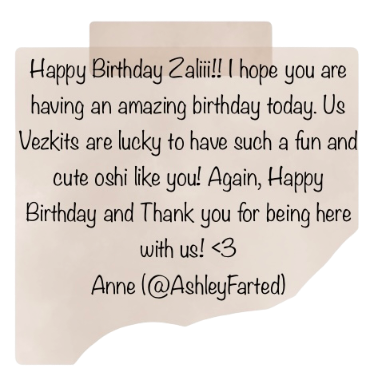 Happy Birthday Zaliii!! I hope you are
having an amazing birthday today. Us
Vezkits are lucky to have such a fun and
cute oshi like you! Again, Happy
Birthday and Thank you for being here
with us! <3
Anne (@AshleyFarted)